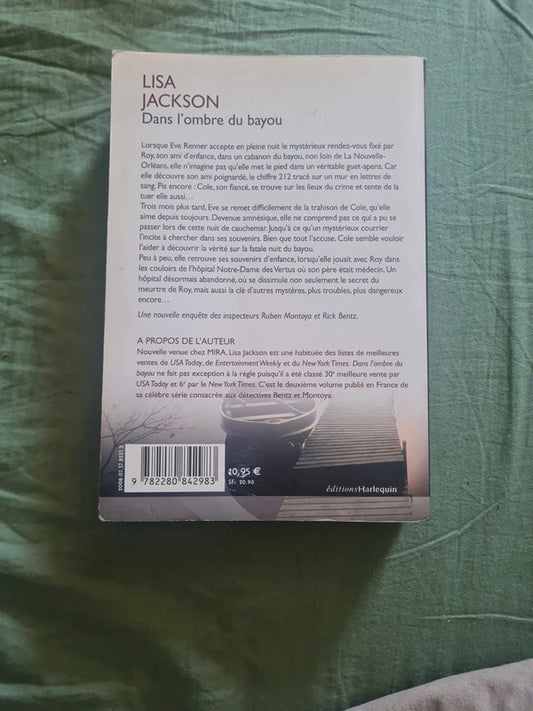 LISA
JACKSON
Dans l'ombre du bayou
Lorsque Eve Renner accepte en pleine nuit le mystérieux rendez-vous fixé par
Roy, son ami d'enfance, dans un cabanon du bayou, non loin de La Nouvelle-
Orléans, elle n'imagine pas qu'elle met le pied dans un véritable guet-apens. Car
elle découvre son ami poignardé, le chiffre 212 tracé sur un mur en lettres de
sang. Pis encore : Cole, son fiancé, se trouve sur les lieux du crime et tente de la
tuer elle aussi...
Trois mois plus tard, Eve se remet difficilement de la trahison de Cole, qu'elle
aime depuis toujours. Devenue amnésique, elle ne comprend pas ce qui a pu se
passer lors de cette nuit de cauchemar. Jusqu'à ce qu'un mystérieux courrier
l'incite à chercher dans ses souvenirs. Bien que tout l'accuse, Cole semble vouloir
l'aider à découvrir la vérité sur la fatale nuit du bayou.
Peu à peu, elle retrouve ses souvenirs d'enfance, lorsqu'elle jouait avec Roy dans
les couloirs de l'hôpital Notre-Dame des Vertus où son père était médecin. Un
hôpital désormais abandonné, où se dissimule non seulement le secret du
meurtre de Roy, mais aussi la clé d'autres mystères, plus troubles, plus dangereux
encore...
Une nouvelle enquête des inspecteurs Ruben Montoya et Rick Bentz.
A PROPOS DE L'AUTEUR
Nouvelle venue chez MIRA, Lisa Jackson est une habituée des listes de meilleures
ventes de USA Today, de Entertainment Weekly et du New York Times. Dans l'ombre du
bayou ne fait pas exception à la règle puisqu'il a été classé 30e meilleure vente par
USA Today et 6e par le New York Times. C'est le deuxième volume publié en France de
sa célèbre série consacrée aux détectives Bentz et Montoya.
2008.07.57.8537.
9 782280 842983
10,95 €
SFr. 20.90
éditionsHarlequin